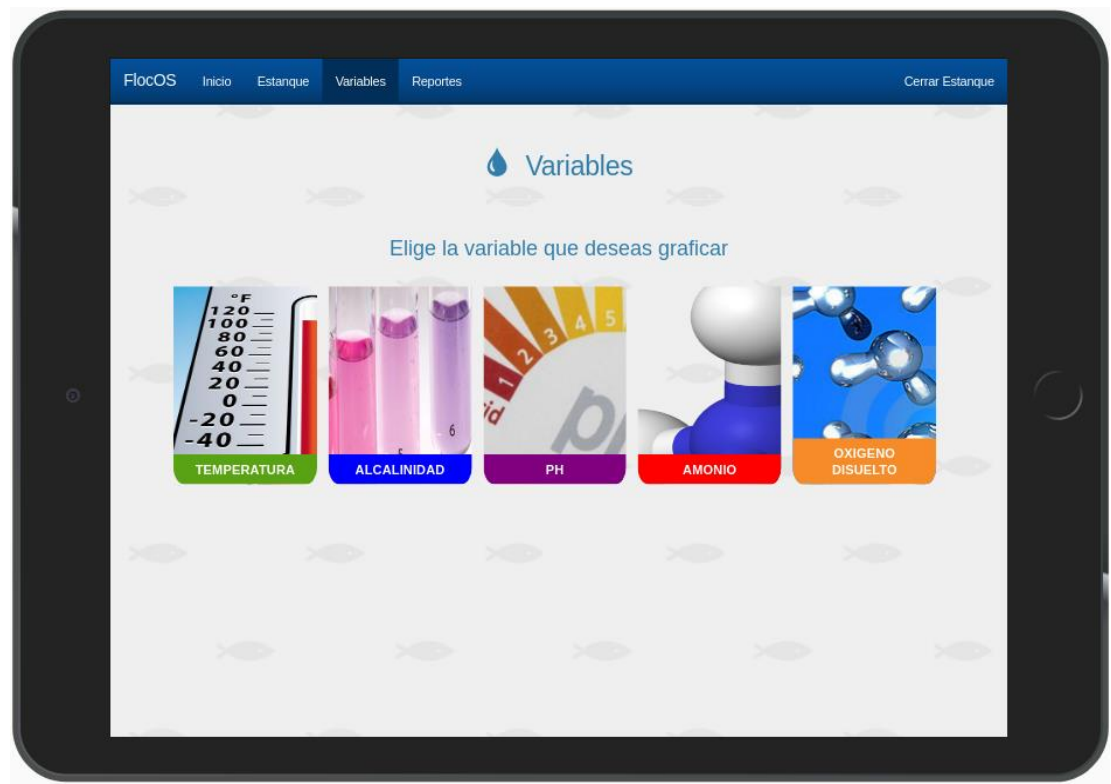 FlocOS Inicio Estanque Variables Reportes Cerrar Estanque
Variables
Elige la variable que deseas graficar
°F
120
100
80
60
40
20
0
-20
-40
6
1 2 3 4 5
id
p
TEMPERATURA ALCALINIDAD PH AMONIO OXIGENO DISUELTO